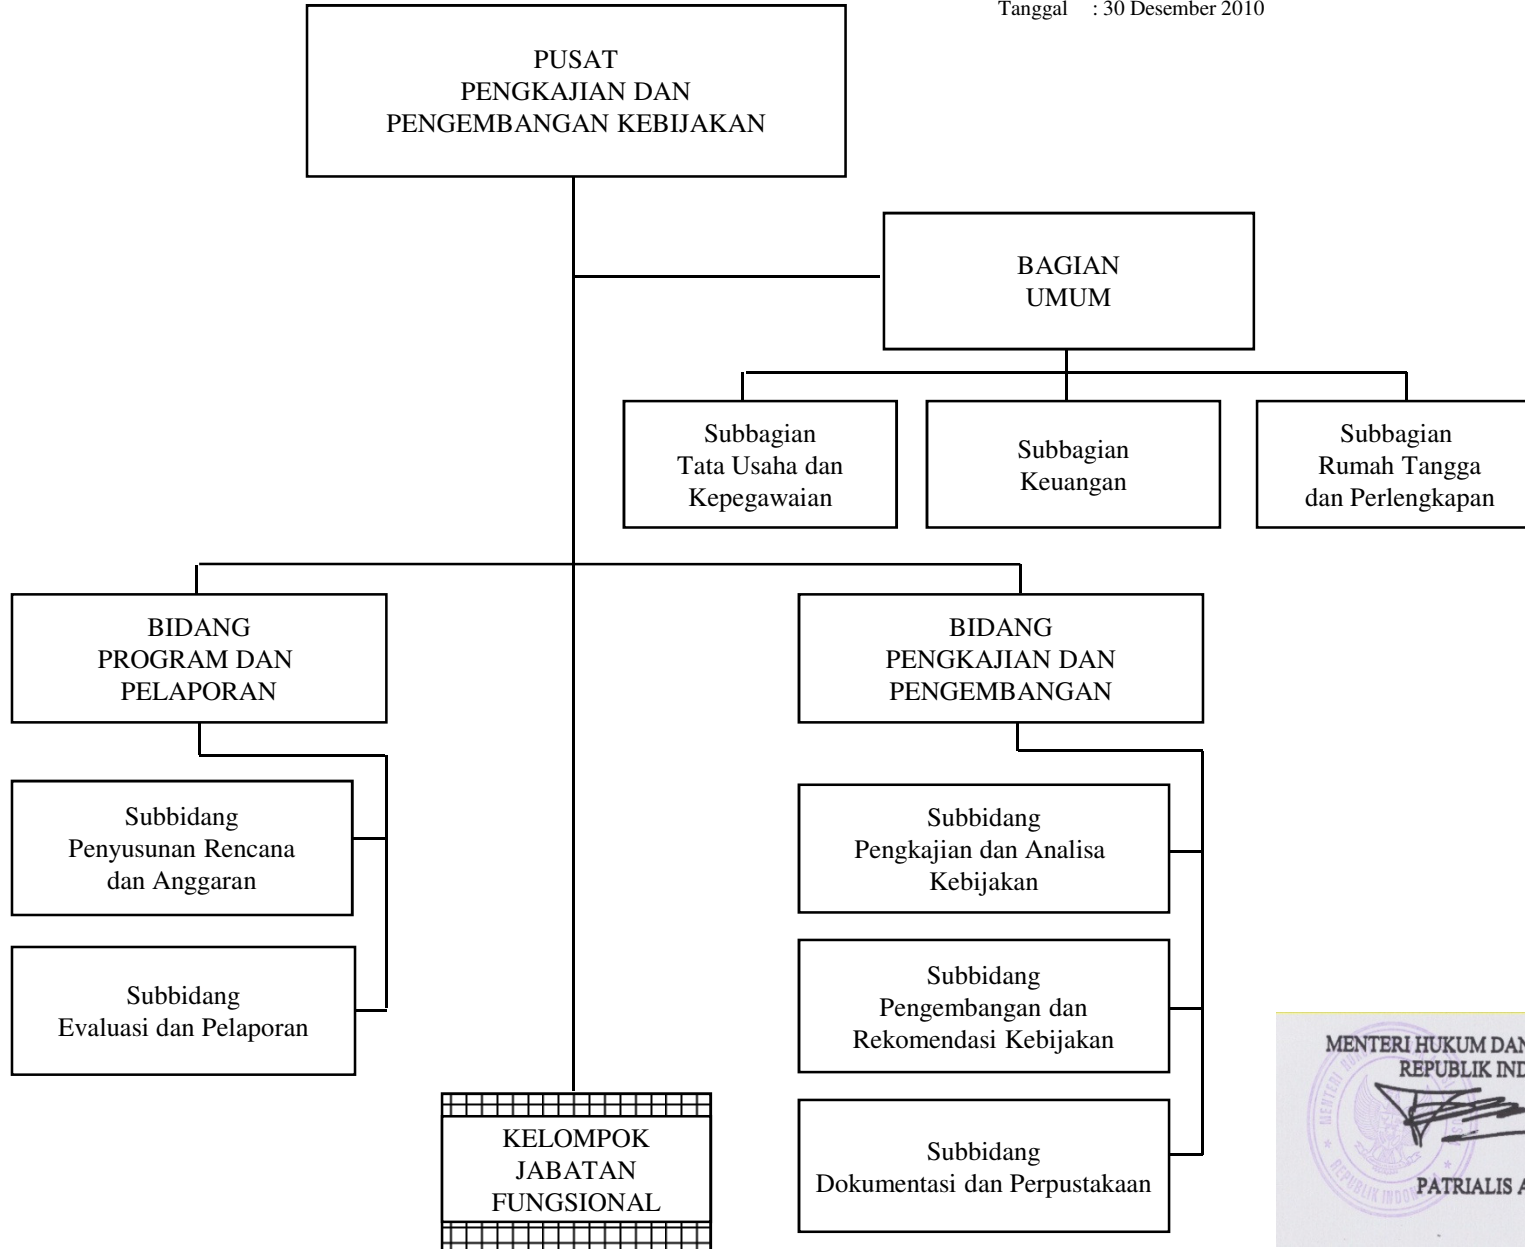 Tanggal : 30 Desember 2010
PUSAT
PENGKAJIAN DAN
PENGEMBANGAN KEBIJAKAN
BAGIAN
UMUM
Subbagian
Tata Usaha dan
Kepegawaian
Subbagian
Keuangan
Subbagian
Rumah Tangga
dan Perlengkapan
BIDANG
PROGRAM DAN
PELAPORAN
BIDANG
PENGKAJIAN DAN
PENGEMBANGAN
Subbidang
Penyusunan Rencana
dan Anggaran
Subbidang
Pengkajian dan Analisa
Kebijakan
Subbidang
Evaluasi dan Pelaporan
Subbidang
Pengembangan dan
Rekomendasi Kebijakan
KELOMPOK
JABATAN
FUNGSIONAL
Subbidang
Dokumentasi dan Perpustakaan
MENTERI HUKUM DAN
REPUBLIK IND
MENTERI
REPUBLIK INDON
PATRIALIS A